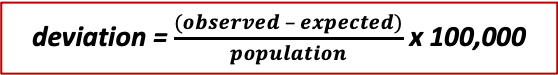 deviation = (observed – expected) / population x 100,000